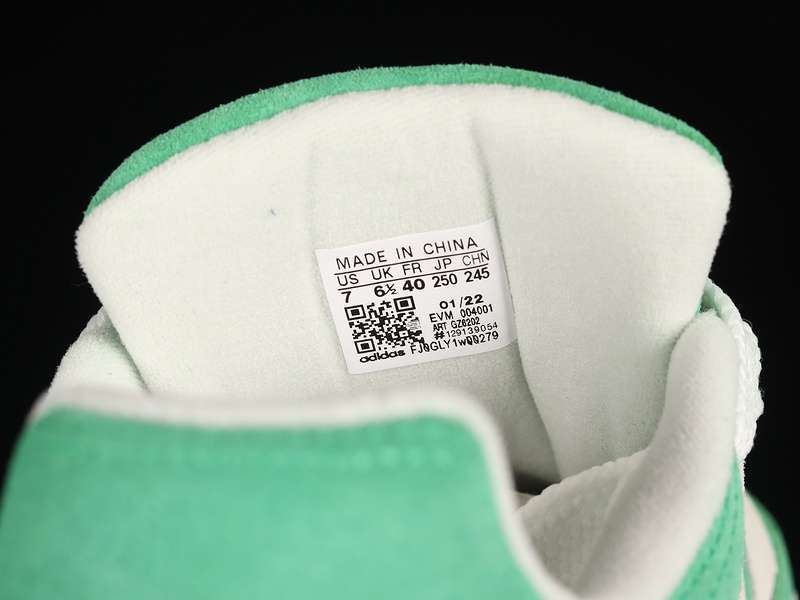 MADE IN CHINA
US UK FR JP CHN
7 6½ 40 250 245
01/22
EVM 004001
ART GZ6202
#129139054
adidas FJ0GLY1W00279